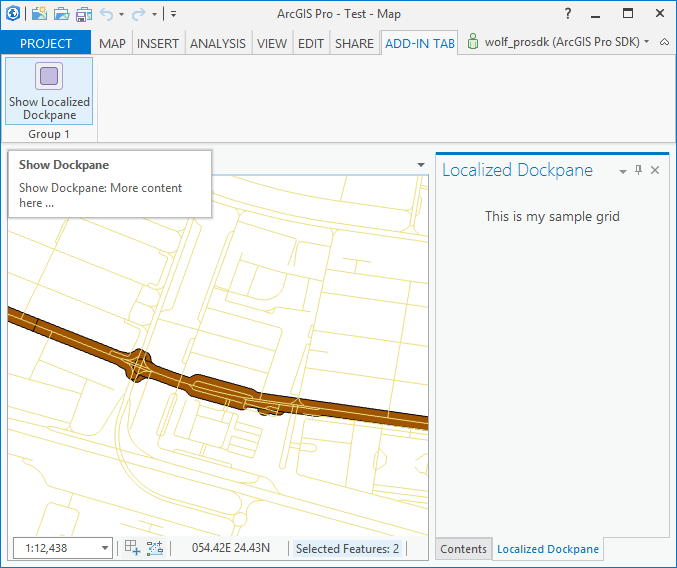 ArcGIS Pro - Test - Map
?
PROJECT MAP INSERT ANALYSIS VIEW EDIT SHARE ADD-IN TAB wolf_prosdk (ArcGIS Pro SDK)
Show Localized
Dockpane
Group 1
Show Dockpane
Show Dockpane: More content
here ...
Localized Dockpane
This is my sample grid
1:12,438 054.42E 24.43N Selected Features: 2
Contents Localized Dockpane